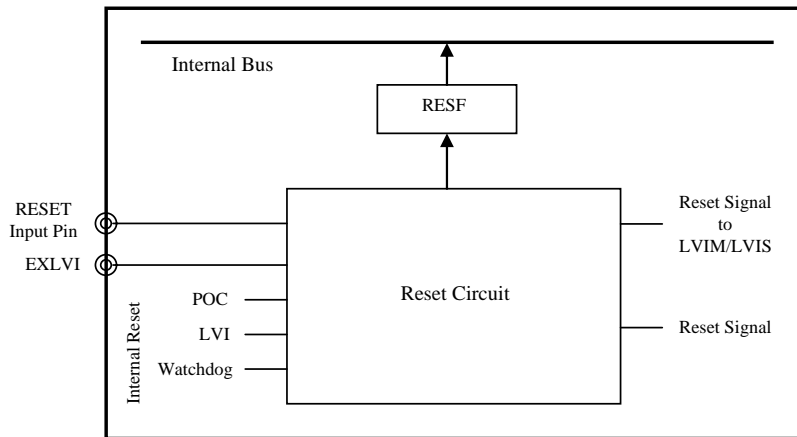 Internal Bus
RESF
RESET
Input Pin
EXLVI
Internal Reset
POC
LVI
Watchdog
Reset Circuit
Reset Signal
to
LVIM/LVIS
Reset Signal